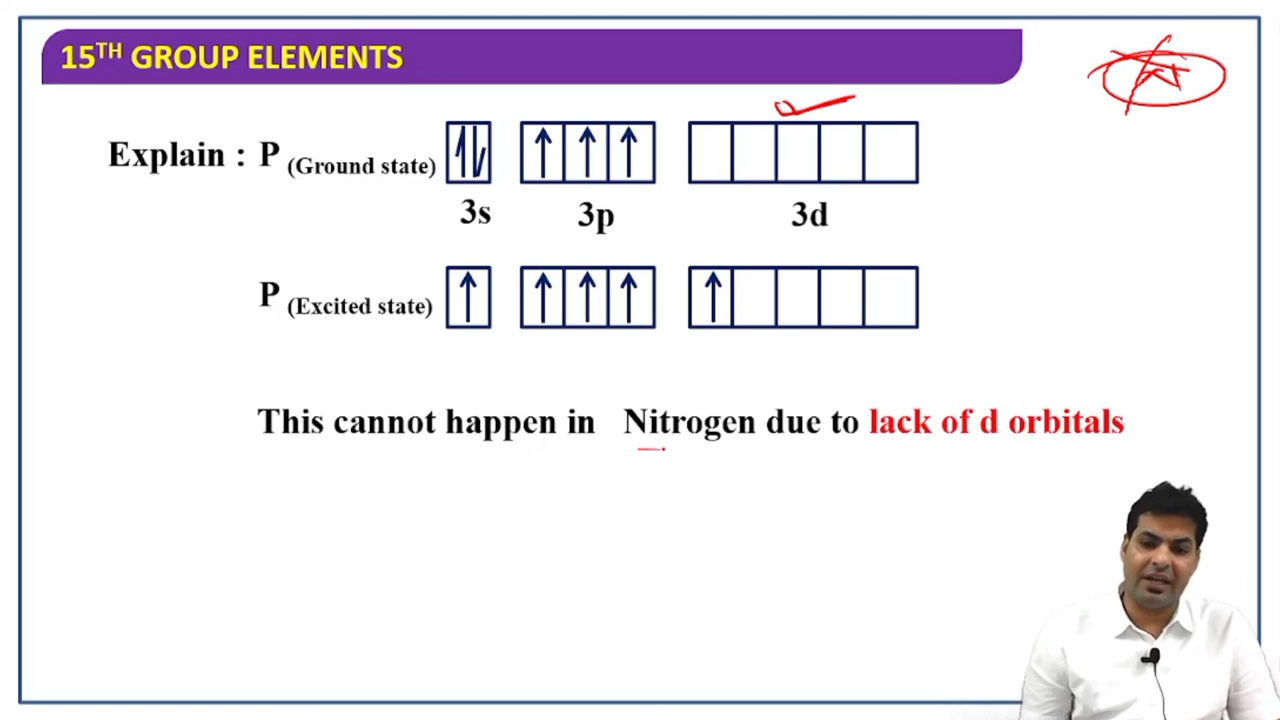 15TH GROUP ELEMENTS
Explain : P (Ground state)
3s 3p 3d
P (Excited state)
This cannot happen in Nitrogen due to lack of d orbitals